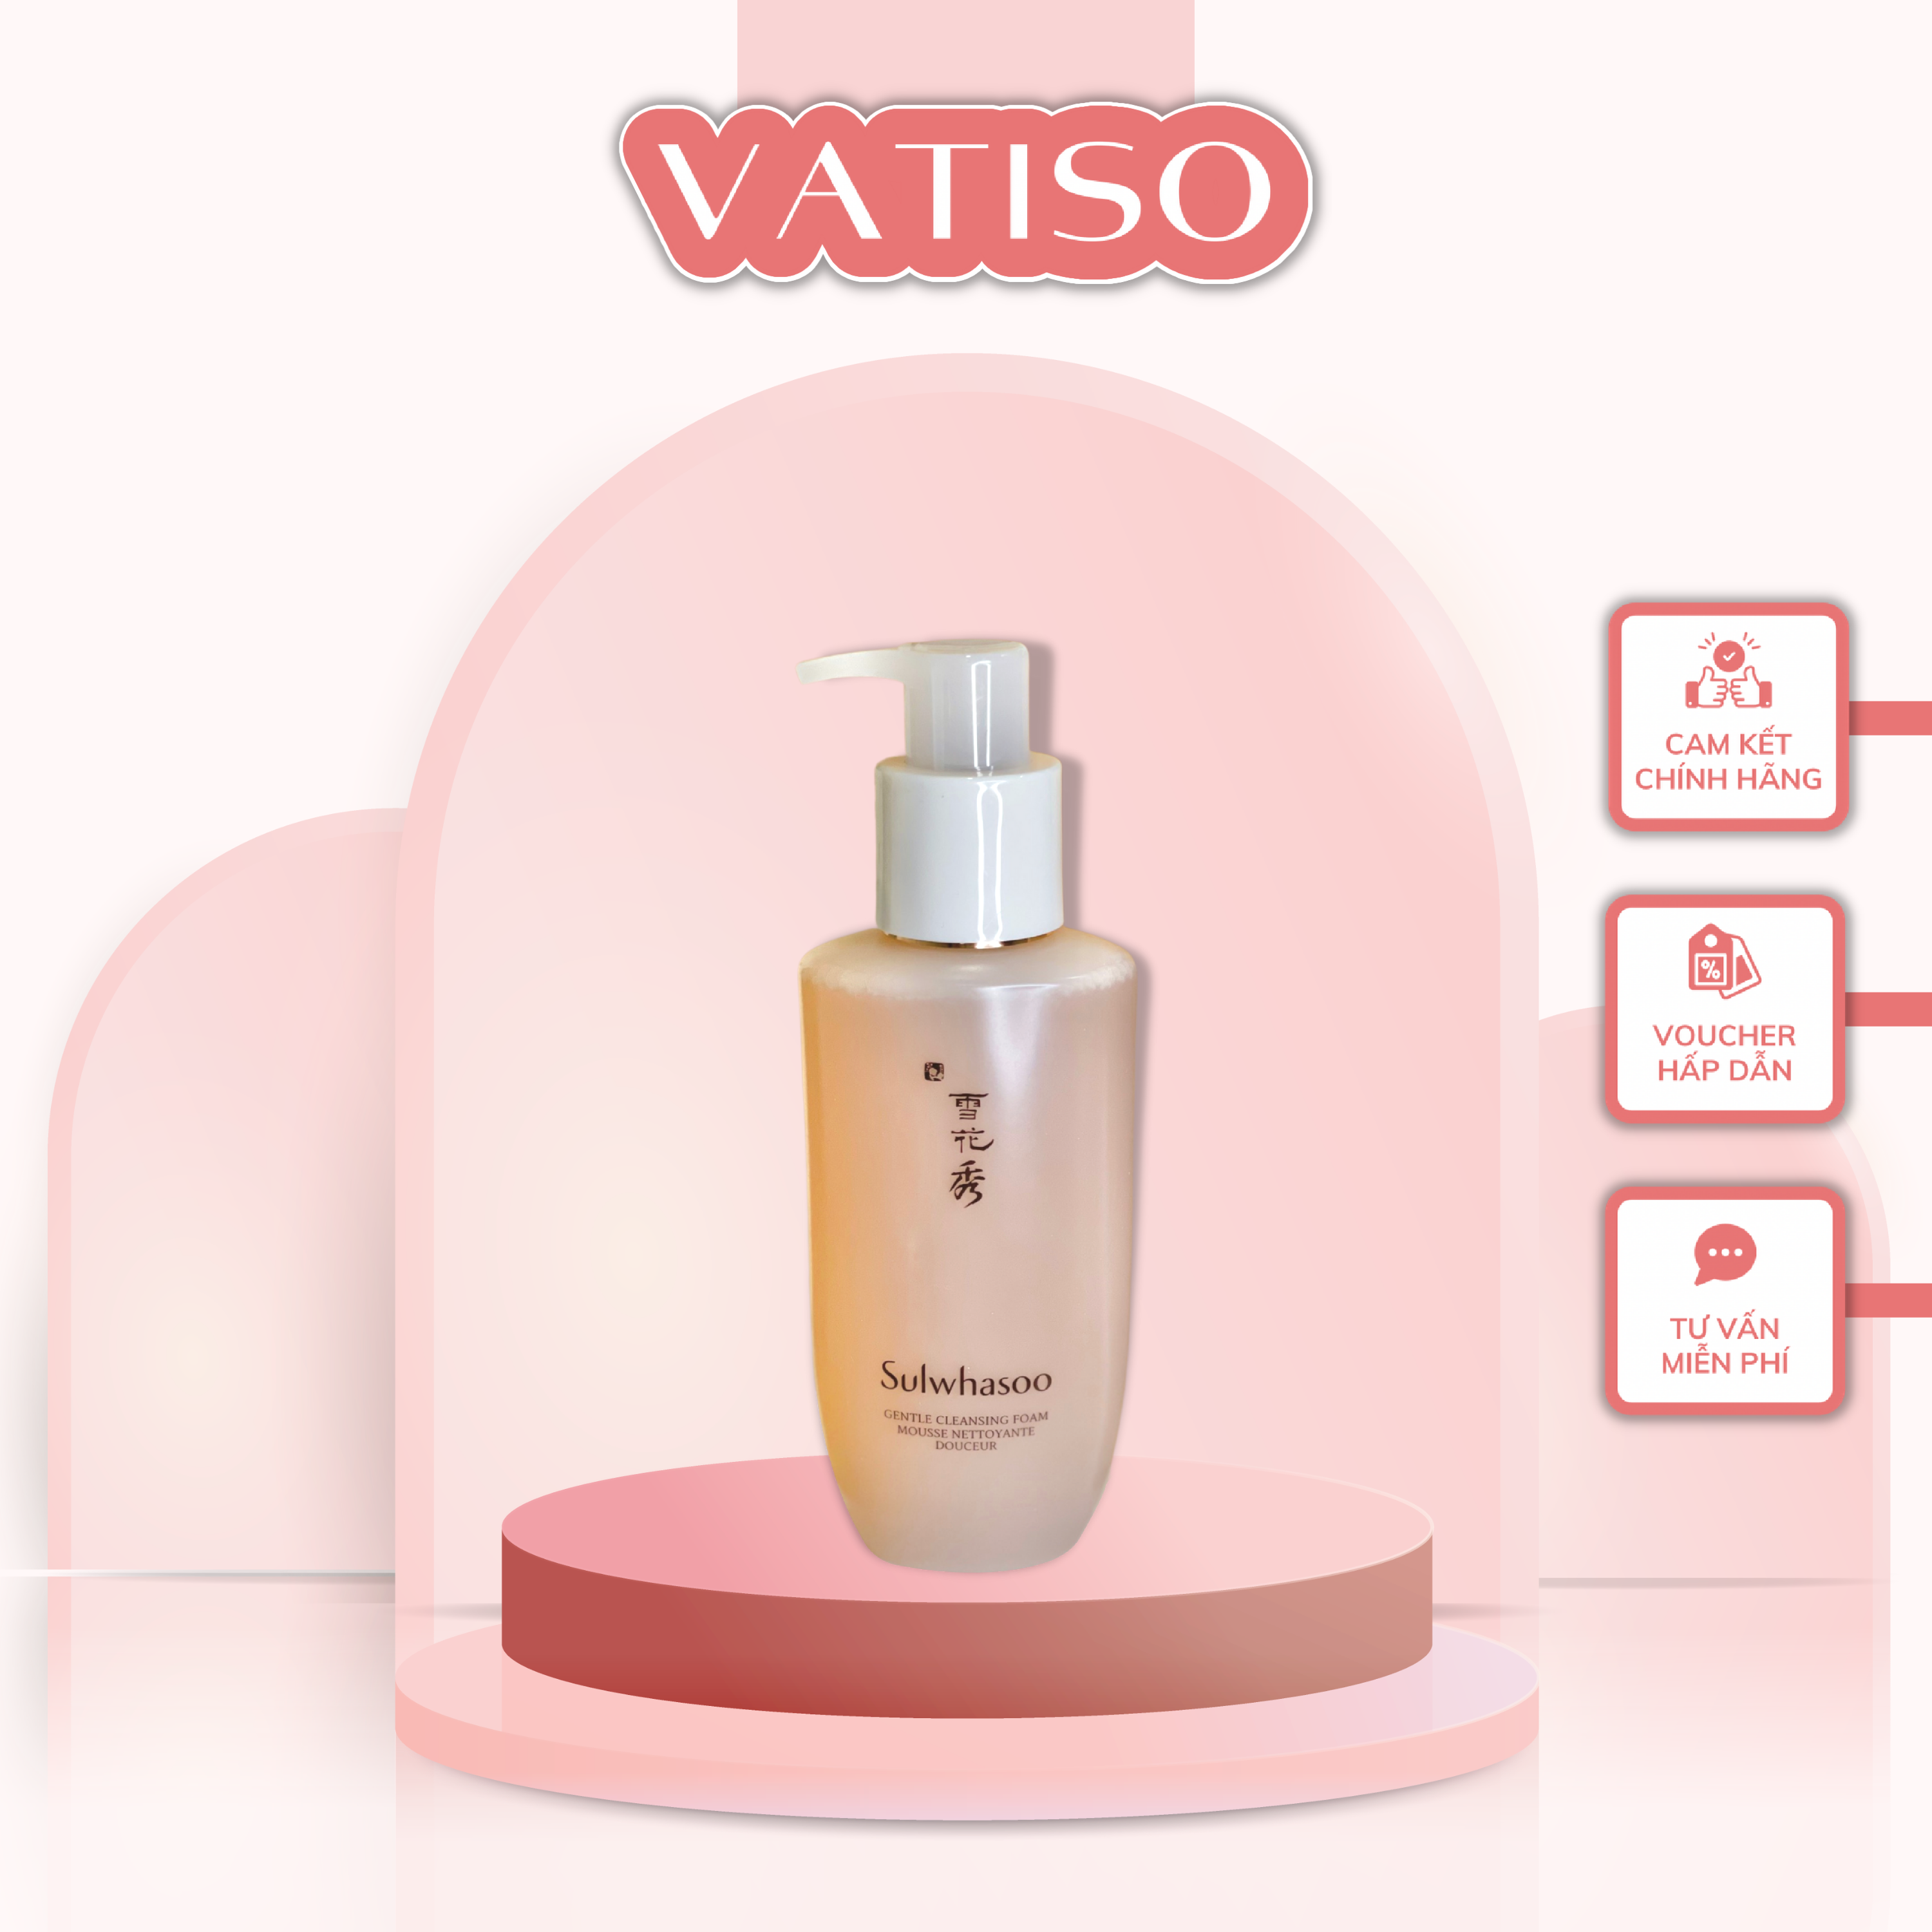 VATISO
雪
花
秀
Sulwhasoo
GENTLE CLEANSING FOAM
MOUSSE NETTOYANTE
DOUCEUR
CAM KẾT
CHÍNH HÃNG
%
VOUCHER
HẤP DẪN
TƯ VẤN
MIỄN PHÍ